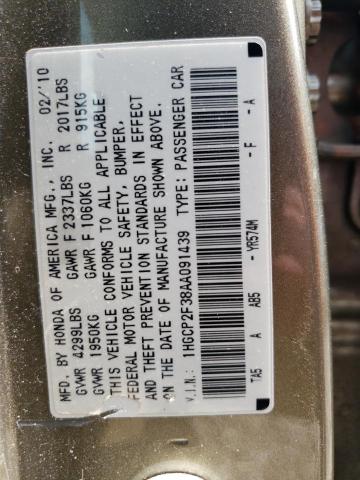 MFD. BY HONDA OF AMERICA MFG., INC. 02/'10
GVWR 4299LBS GAWR F 2337LBS R 2017LBS
GVWR 1950KG GAWR F 1060KG R 915KG
THIS VEHICLE CONFORMS TO ALL APPLICABLE
FEDERAL MOTOR VEHICLE SAFETY, BUMPER,
AND THEFT PREVENTION STANDARDS IN EFFECT
ON THE DATE OF MANUFACTURE SHOWN ABOVE.
V.I.N.: 1HGCP2F38AA091439 TYPE: PASSENGER CAR
TA5 A AB5 - YR574M - F - A